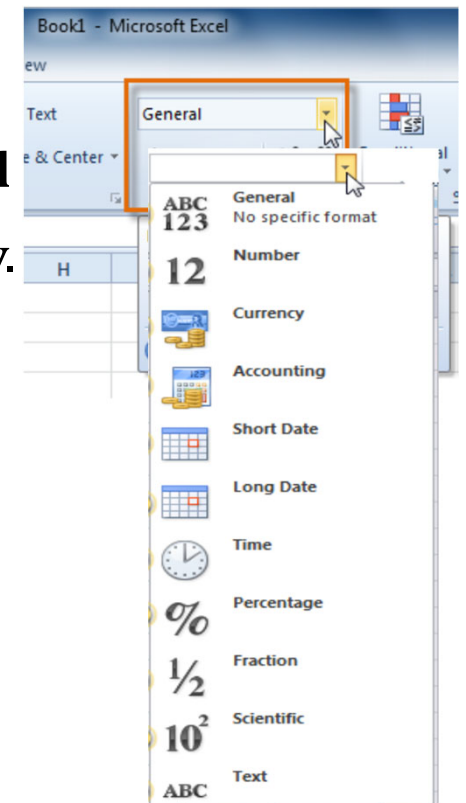 Book1 - Microsoft Excel
ew
Text
General
e & Center
al
d
y.
H
ABC
123
General
No specific format
12
Number
Currency
Accounting
Short Date
Long Date
Time
%
Percentage
½
Fraction
10²
Scientific
ABC
Text